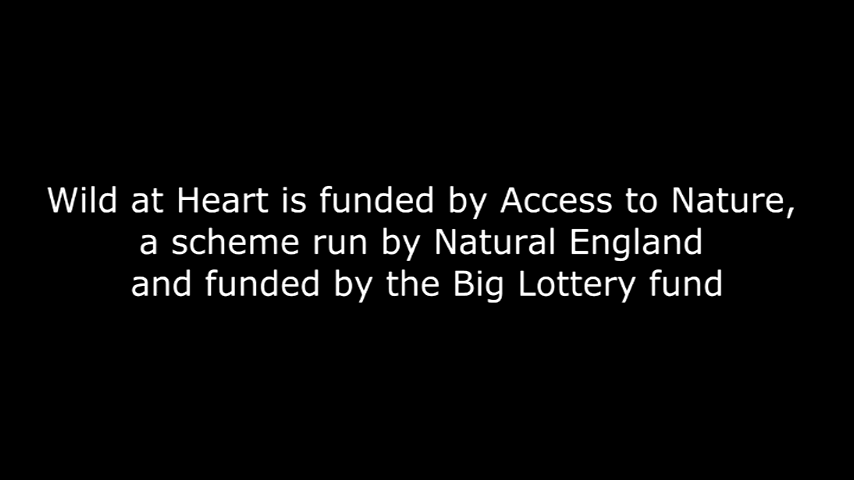 Wild at Heart is funded by Access to Nature,
a scheme run by Natural England
and funded by the Big Lottery fund